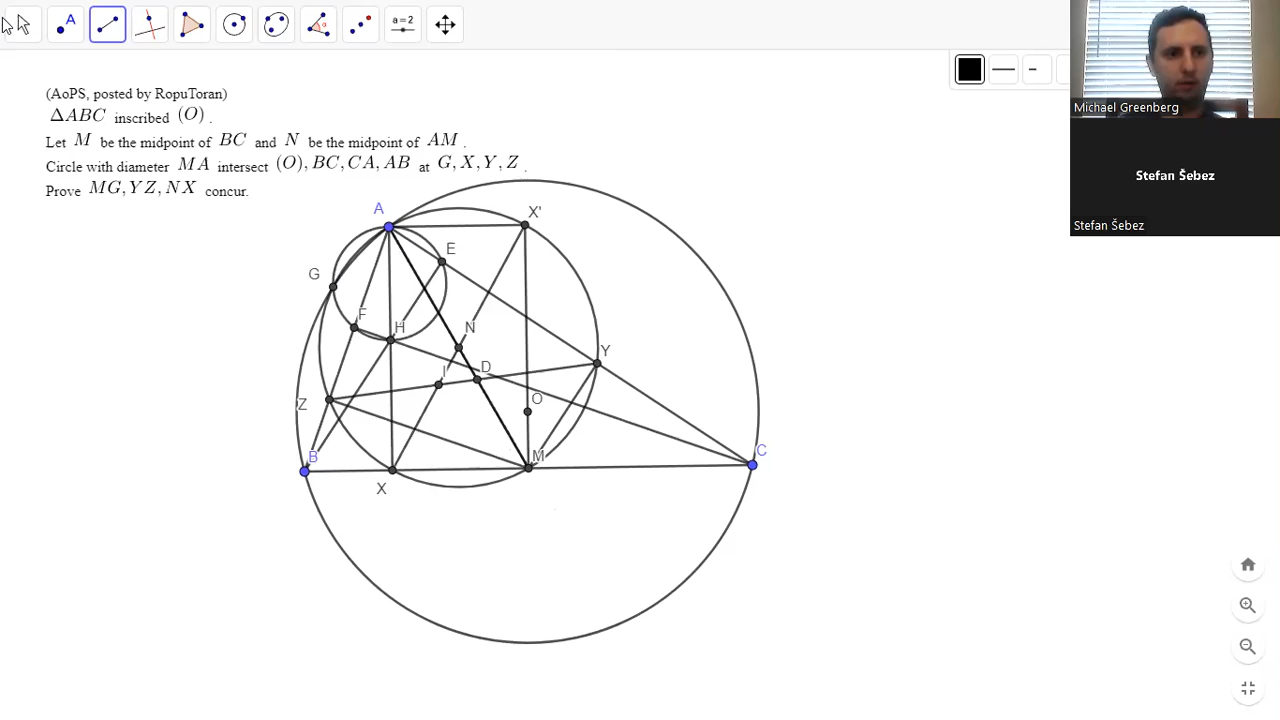 A
a=2
(AoPS, posted by RopuToran)
ΔABC inscribed (O) .
Let M be the midpoint of BC and N be the midpoint of AM .
Circle with diameter MA intersect (O), BC, CA, AB at G, X, Y, Z .
Prove MG, YZ, NX concur.
Michael Greenberg
Stefan Šebez
Stefan Šebez
A
X'
E
G
F
H
N
Y
I
D
Z
O
B
M
C
X